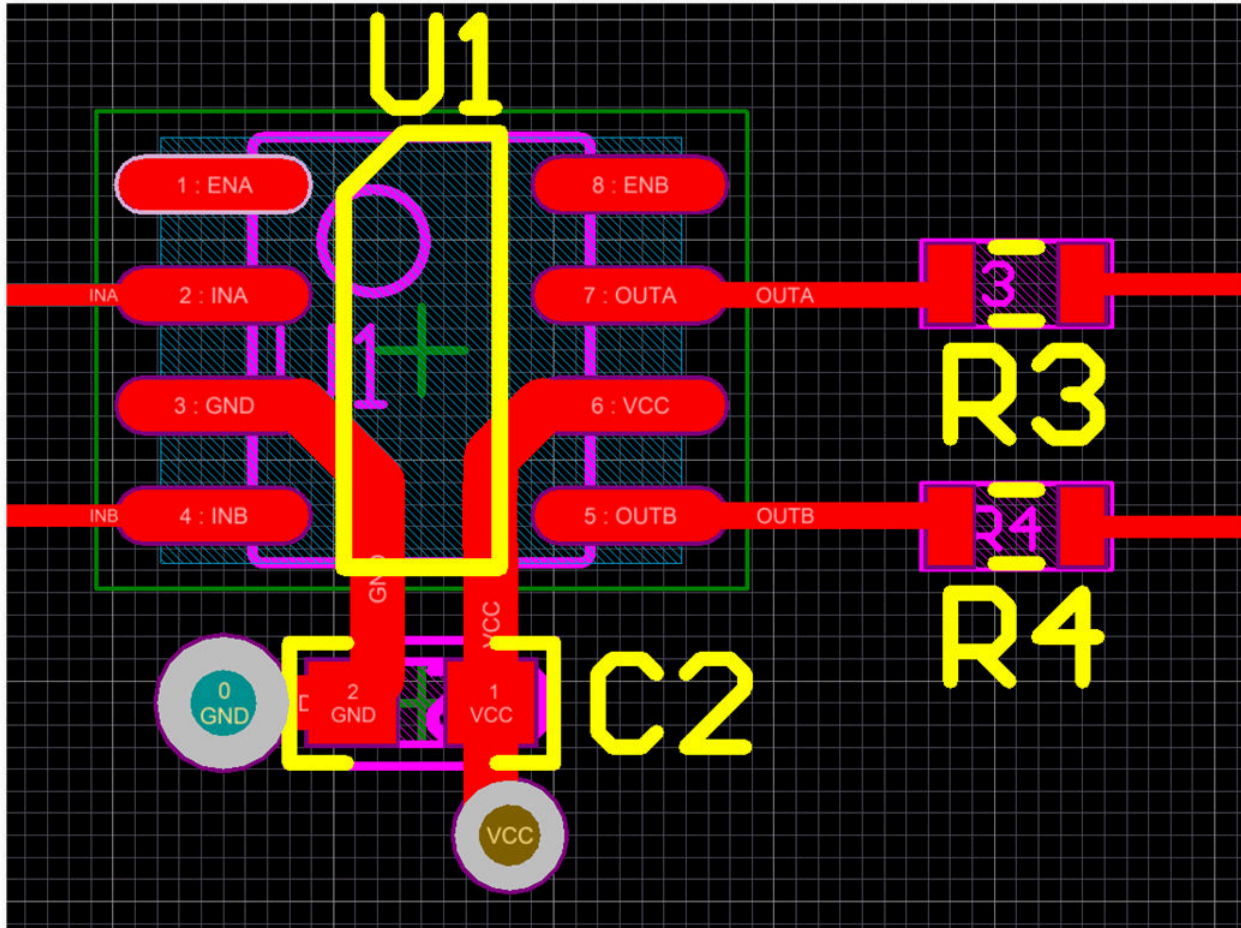 U1
1 : ENA
8 : ENB
INA
2 : INA
7 : OUTA
OUTA
3
1
3 : GND
6 : VCC
R3
INB
4 : INB
5 : OUTB
OUTB
R4
GND
VCC
R4
0
GND
2
GND
1
VCC
C2
VCC